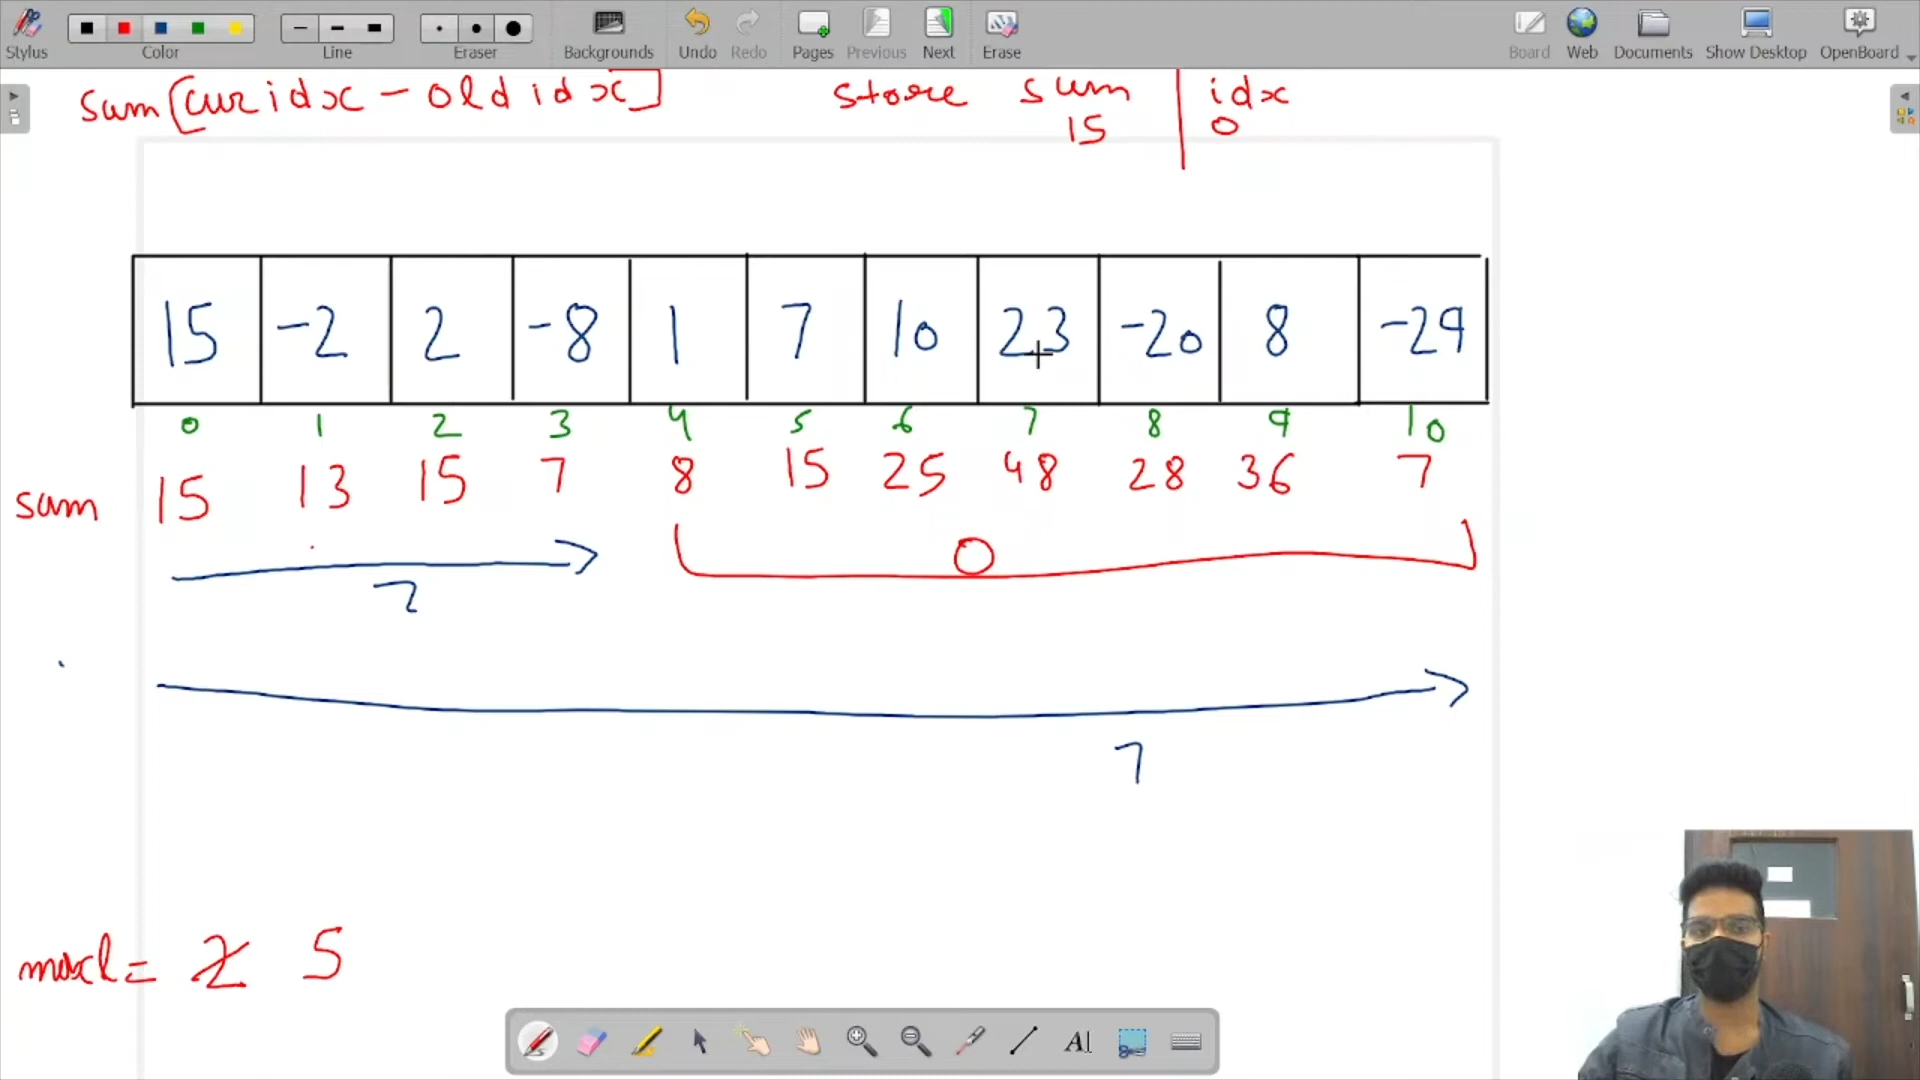 Stylus Color Line Eraser Backgrounds Undo Redo Pages Previous Next Erase Board Web Documents Show Desktop OpenBoard
sum[curidx - oldidx] store sum idx
15 0
15 -2 2 -8 1 7 10 23 -20 8 -29
0 1 2 3 4 5 6 7 8 9 10
sum 15 13 15 7 8 15 25 48 28 36 7
0
7
7
maxl = 2 5
A